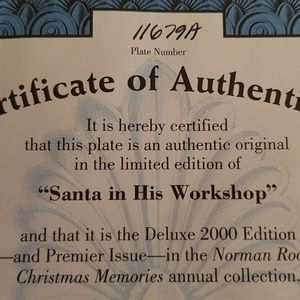 11679A
Plate Number
rtificate of Authenti
It is hereby certified
that this plate is an authentic original
in the limited edition of
“Santa in His Workshop”
and that it is the Deluxe 2000 Edition
—and Premier Issue—in the Norman Roc
Christmas Memories annual collection.